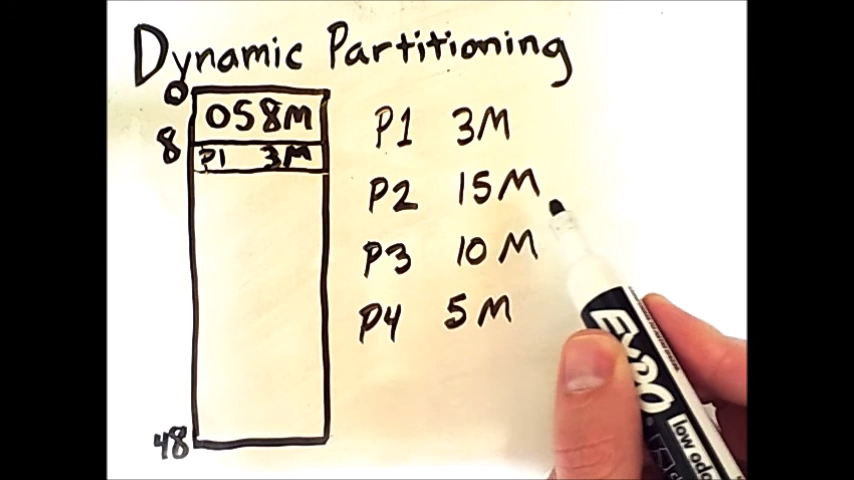 Dynamic Partitioning
0
OS 8M
8
P1 3M
48
P1 3M
P2 15M
P3 10M
P4 5M
EXPO
low odo